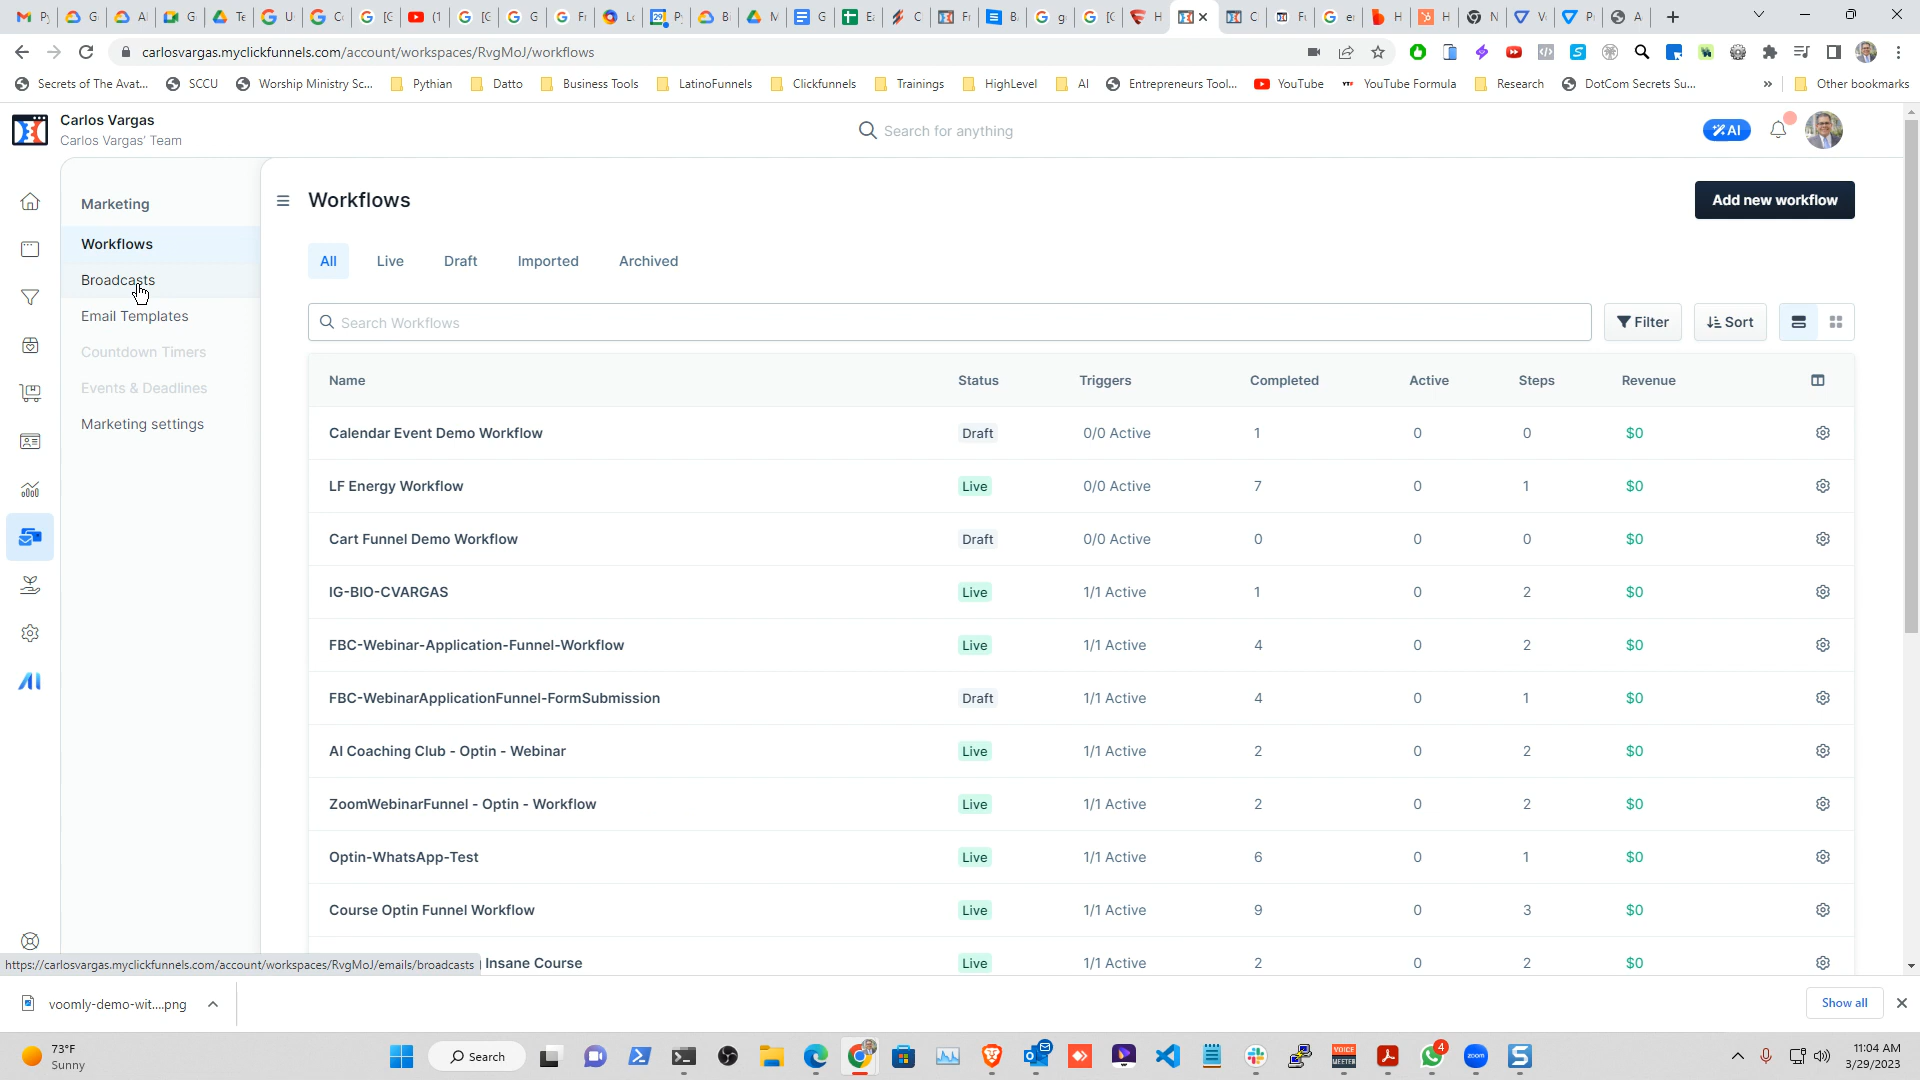 carlosvargas.myclickfunnels.com/account/workspaces/RvgMoJ/workflows
Secrets of The Avat...
SCCU
Worship Ministry Sc...
Pythian
Datto
Business Tools
LatinoFunnels
Clickfunnels
Trainings
HighLevel
AI
Entrepreneurs Tool...
YouTube
YouTube Formula
Research
DotCom Secrets Su...
»
Other bookmarks
Carlos Vargas
Carlos Vargas' Team
Search for anything
AI
Marketing
Workflows
Broadcasts
Email Templates
Countdown Timers
Events & Deadlines
Marketing settings
Workflows
Add new workflow
All
Live
Draft
Imported
Archived
Search Workflows
Filter
Sort
Name Status Triggers Completed Active Steps Revenue
Calendar Event Demo Workflow Draft 0/0 Active 1 0 0 $0
LF Energy Workflow Live 0/0 Active 7 0 1 $0
Cart Funnel Demo Workflow Draft 0/0 Active 0 0 0 $0
IG-BIO-CVARGAS Live 1/1 Active 1 0 2 $0
FBC-Webinar-Application-Funnel-Workflow Live 1/1 Active 4 0 2 $0
FBC-WebinarApplicationFunnel-FormSubmission Draft 1/1 Active 4 0 1 $0
AI Coaching Club - Optin - Webinar Live 1/1 Active 2 0 2 $0
ZoomWebinarFunnel - Optin - Workflow Live 1/1 Active 2 0 2 $0
Optin-WhatsApp-Test Live 1/1 Active 6 0 1 $0
Course Optin Funnel Workflow Live 1/1 Active 9 0 3 $0
Insane Course Live 1/1 Active 2 0 2 $0
https://carlosvargas.myclickfunnels.com/account/workspaces/RvgMoJ/emails/broadcasts
voomly-demo-wit....png
Show all
73°F
Sunny
Search
VOICE
MEETER
4
zoom
11:04 AM
3/29/2023